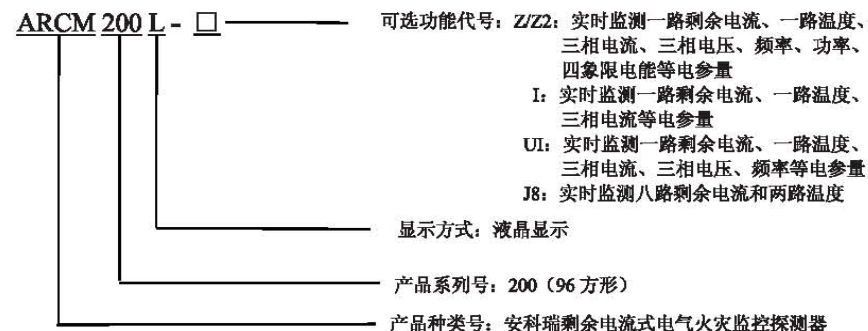 ARCM 200 L - □
可选功能代号：Z/Z2：实时监测一路剩余电流、一路温度、
三相电流、三相电压、频率、功率、
四象限电能等电参量
I：实时监测一路剩余电流、一路温度、
三相电流等电参量
UI：实时监测一路剩余电流、一路温度、
三相电流、三相电压、频率等电参量
J8：实时监测八路剩余电流和两路温度
显示方式：液晶显示
产品系列号：200（96方形）
产品种类号：安科瑞剩余电流式电气火灾监控探测器